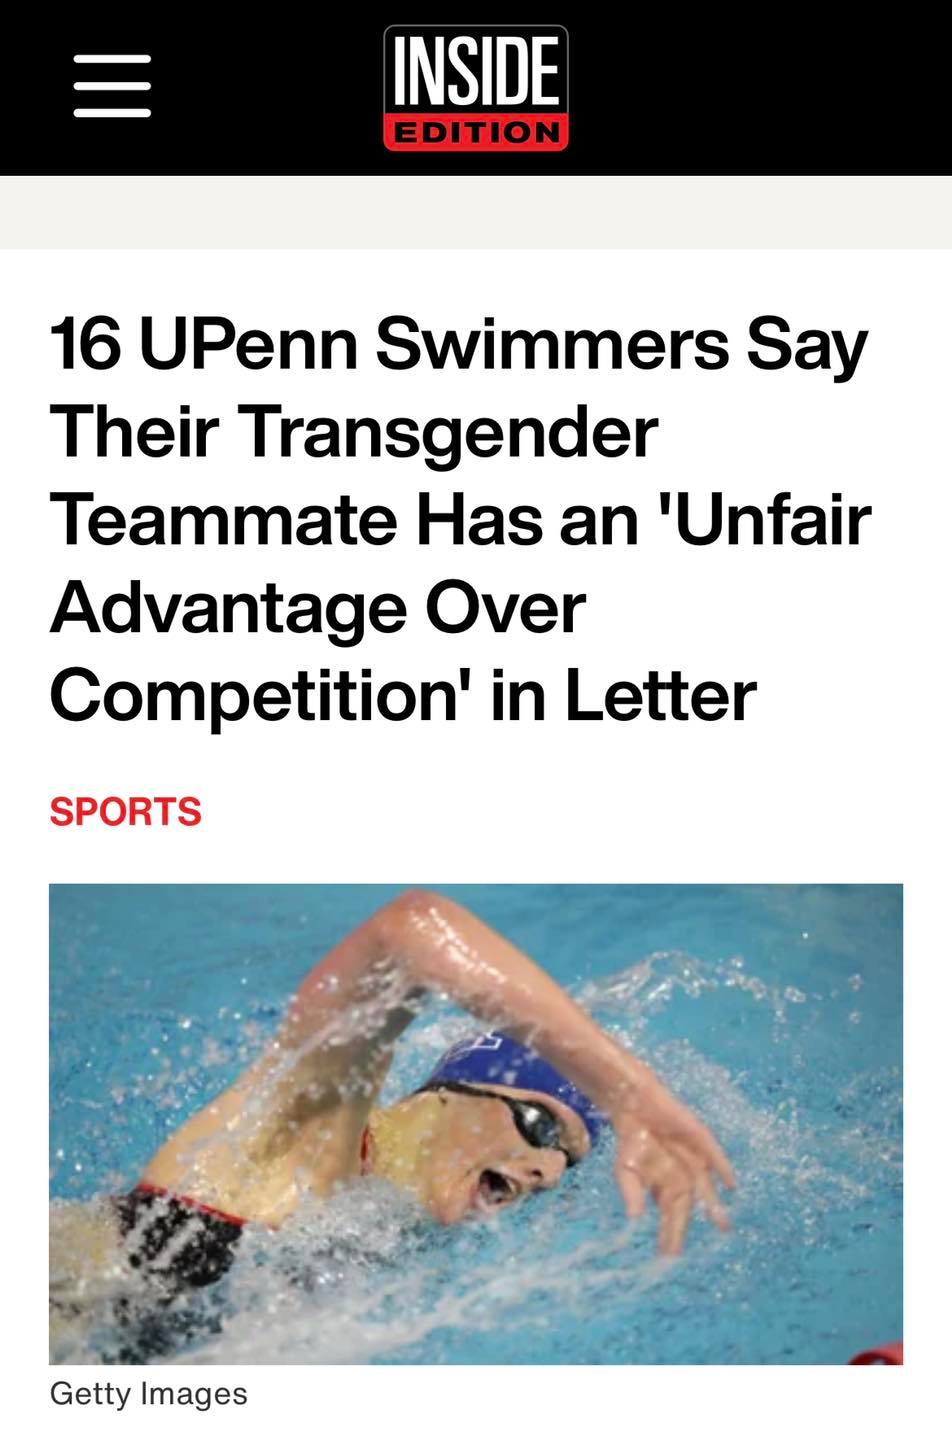 INSIDE
EDITION
16 UPenn Swimmers Say
Their Transgender
Teammate Has an 'Unfair
Advantage Over
Competition' in Letter
SPORTS
Getty Images